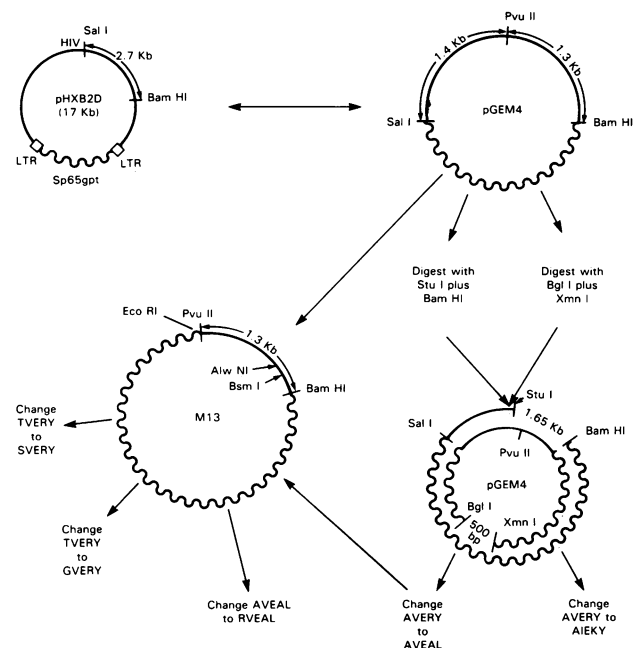 Sal I
HIV
2.7 Kb
pHXB2D
(17 Kb)
Bam HI
LTR
LTR
Sp65gpt
Pvu II
1.4 Kb
1.3 Kb
pGEM4
Sal I
Bam HI
Digest with
Stu I plus
Bam HI
Digest with
Bgl I plus
Xmn I
Eco RI
Pvu II
1.3 Kb
Alw NI
Bsm I
Bam HI
M13
Change
TVERY
to
SVERY
Change
TVERY
to
GVERY
Change AVEAL
to RVEAL
Stu I
1.65 Kb
Sal I
Bam HI
Pvu II
pGEM4
Bgl I
Xmn I
500
bp
Change
AVERY
to
AVEAL
Change
AVERY to
AIEKY